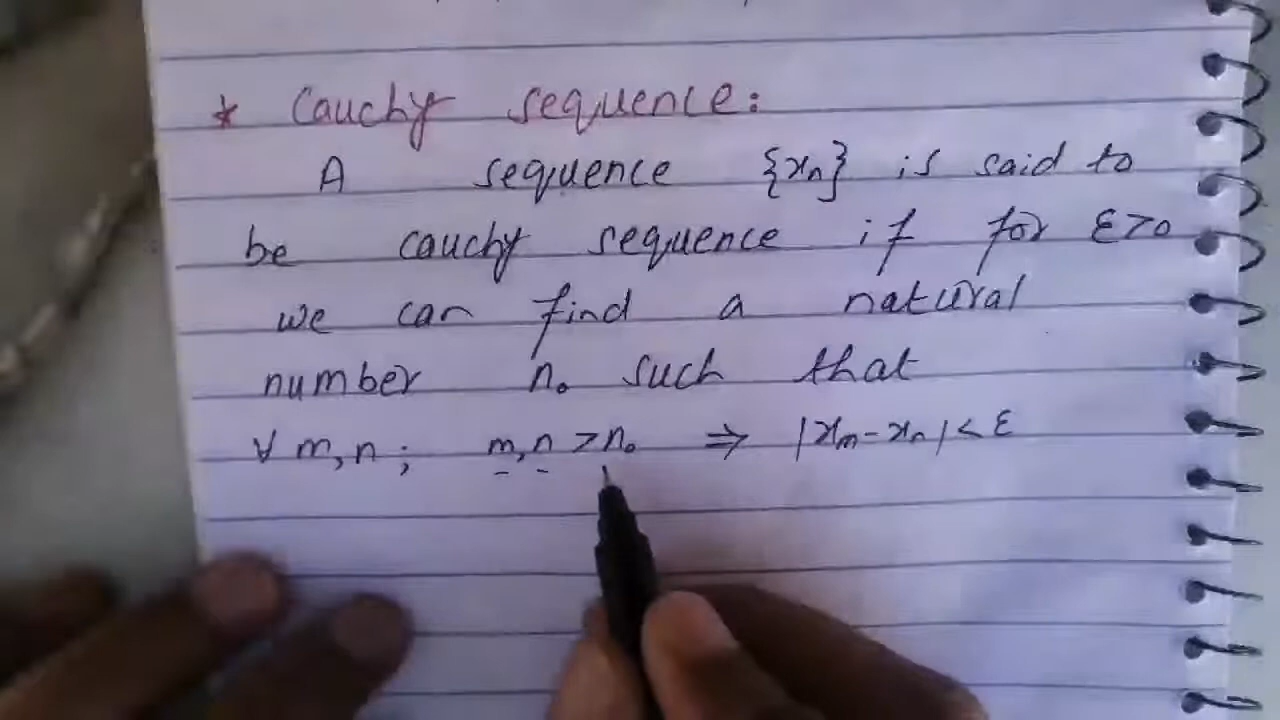 * Cauchy sequence:
A sequence {xₙ} is said to
be cauchy sequence if for ε>0
we can find a natural
number n₀ such that
∀ m,n; m,n >n₀ ⇒ |xₘ-xₙ|<ε